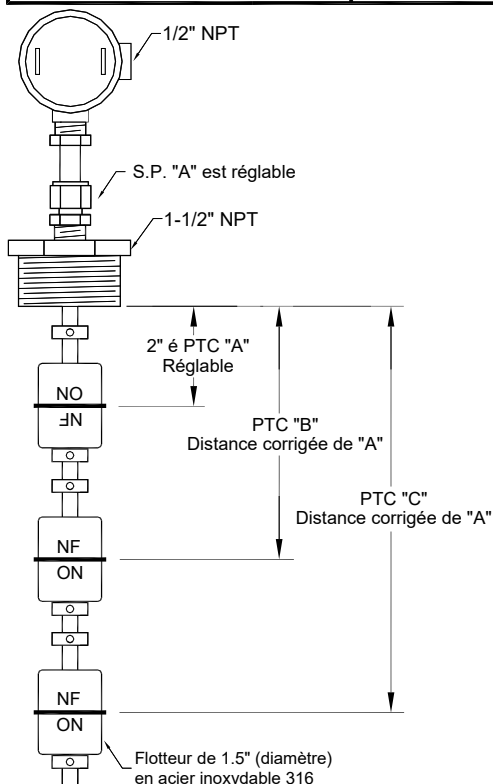 1/2" NPT
S.P. "A" est réglable
1-1/2" NPT
2" é PTC "A"
Réglable
PTC "B"
Distance corrigée de "A"
PTC "C"
Distance corrigée de "A"
NO
NF
NF
ON
NF
ON
Flotteur de 1.5" (diamètre)
en acier inoxydable 316